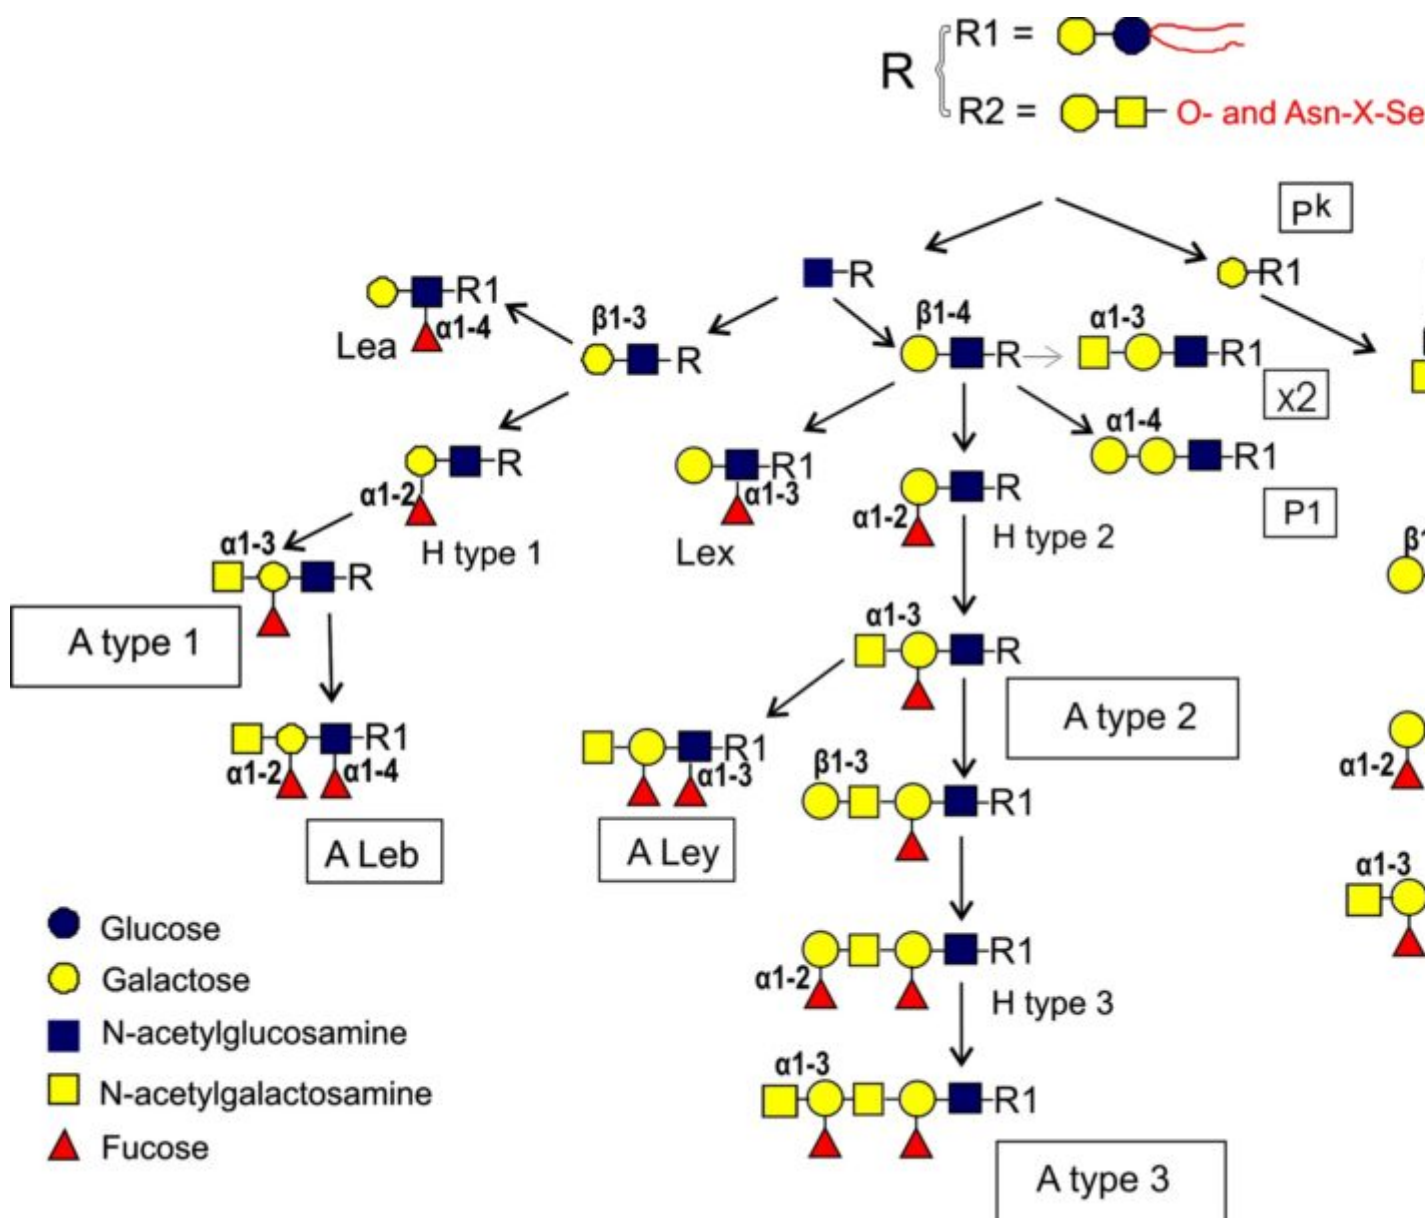 R1 =
R
R2 =
O- and Asn-X-Se
Pk
R
R1
R1
α1-4
Lea
β1-3
R
β1-4
R
α1-3
R1
x2
α1-4
R1
P1
R
α1-2
H type 1
R1
α1-3
Lex
R
α1-2
H type 2
α1-3
R
A type 1
α1-3
R
A type 2
R1
α1-2
α1-4
A Leb
R1
α1-3
A Ley
β1-3
R1
R1
α1-2
H type 3
α1-3
R1
A type 3
β1
α1-2
α1-3
Glucose
Galactose
N-acetylglucosamine
N-acetylgalactosamine
Fucose